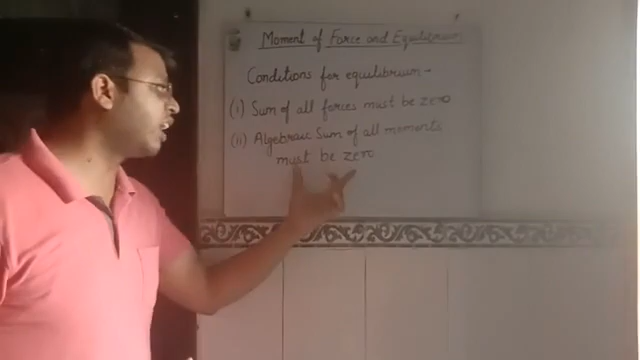 Moment of Force and Equilibrium
Conditions for equilibrium -
(i) Sum of all forces must be zero
(ii) Algebraic Sum of all moments
must be zero